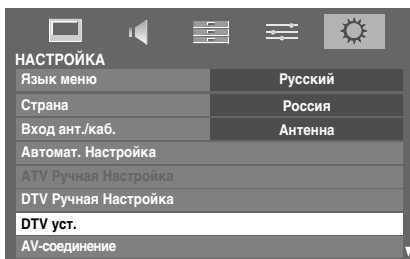 НАСТРОЙКА
Язык меню Русский
Страна Россия
Вход ант./каб. Антенна
Автомат. Настройка
ATV Ручная Настройка
DTV Ручная Настройка
DTV уст.
AV-соединение